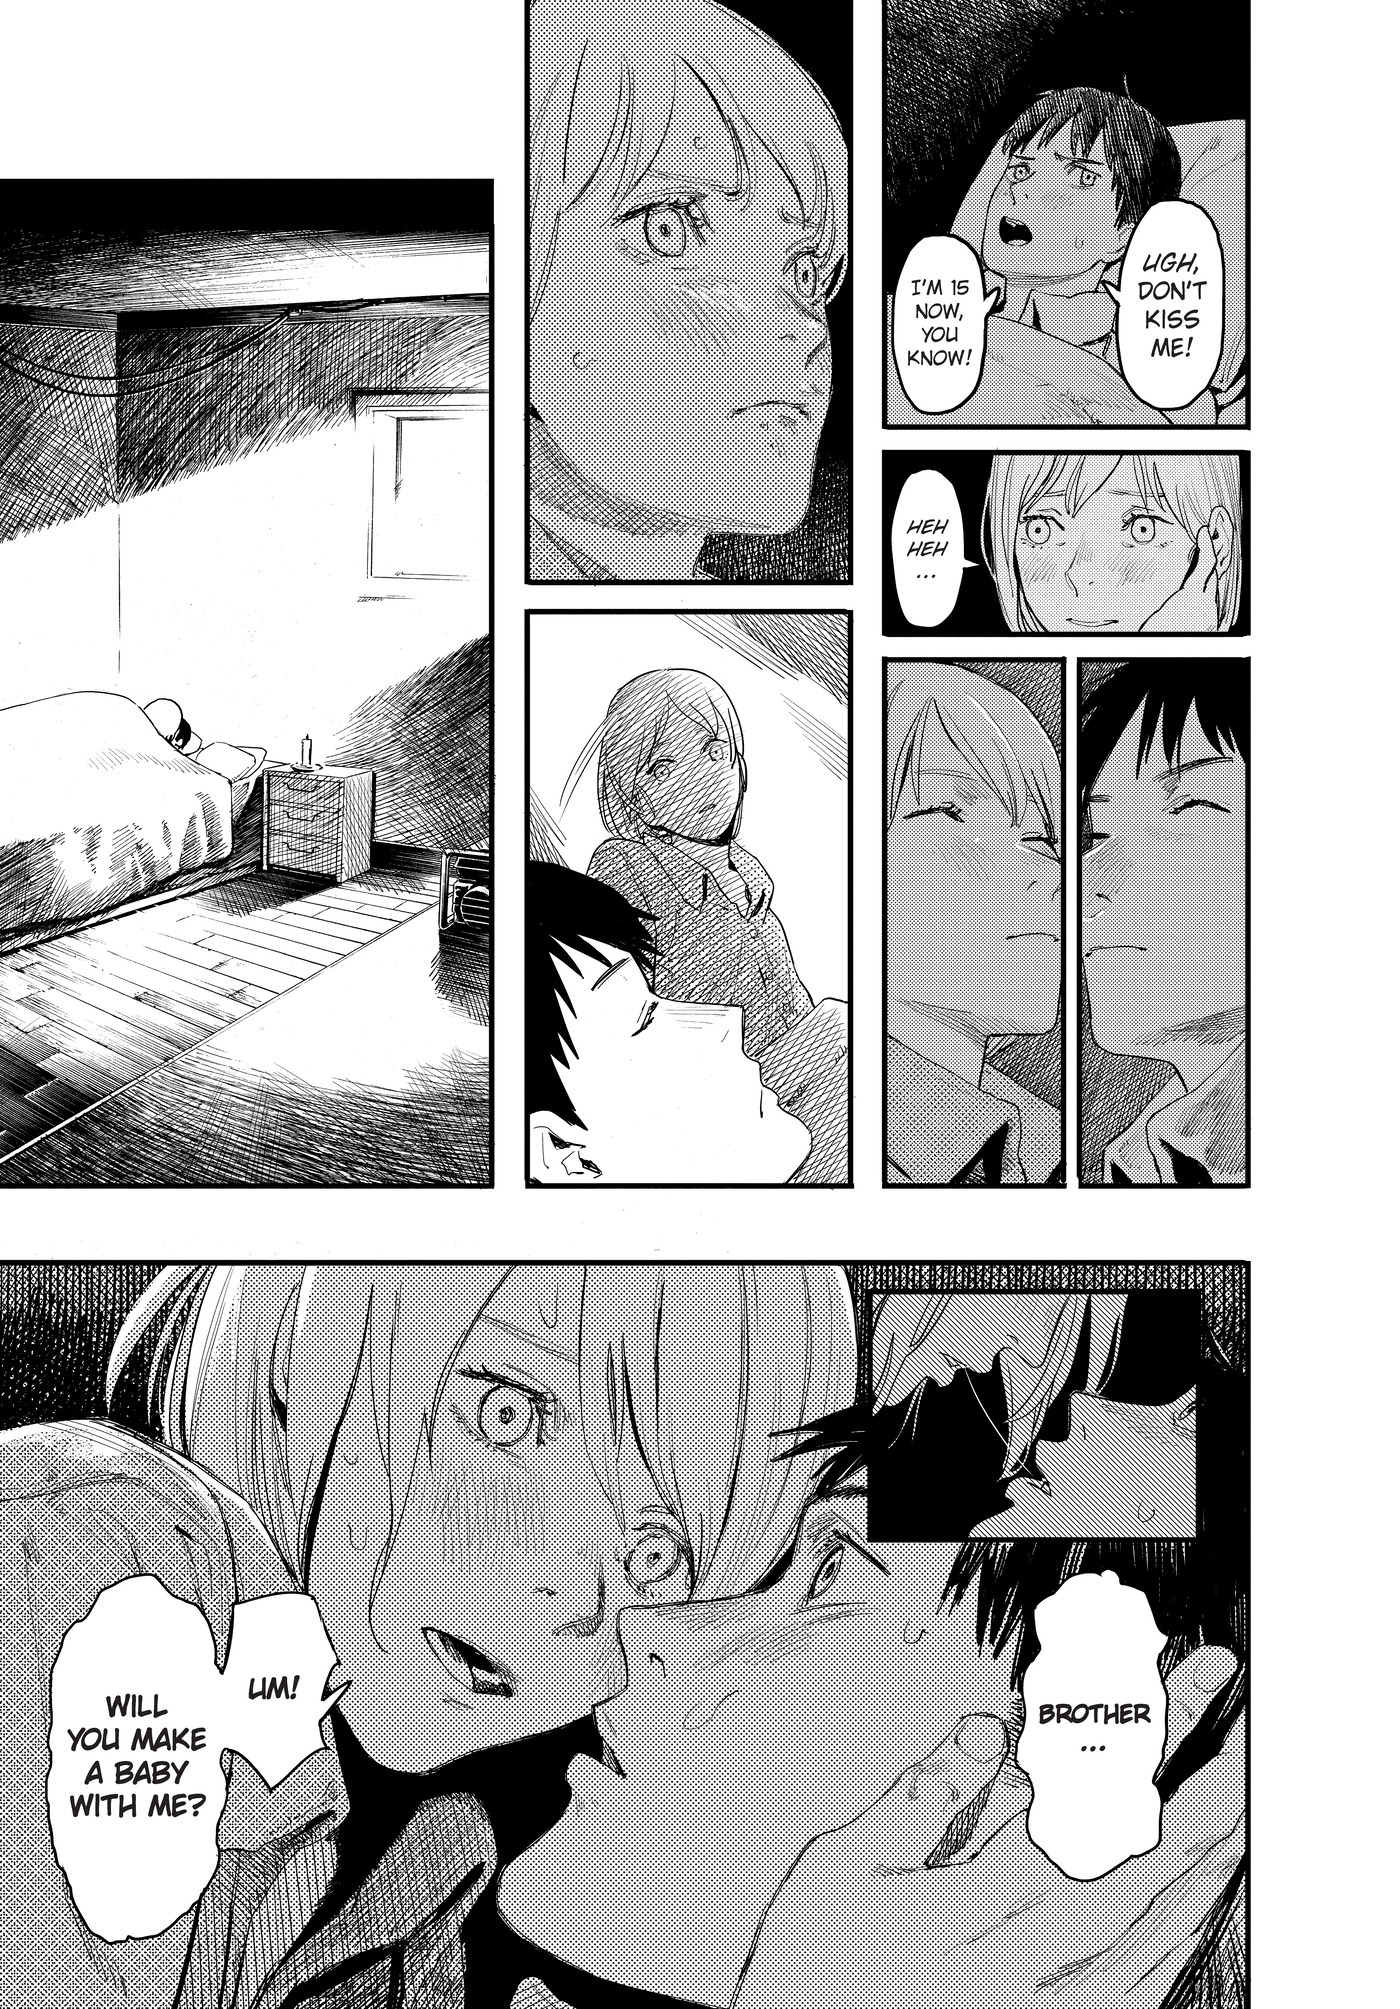 UGH,
DON'T
KISS
ME!
I'M 15
NOW,
YOU
KNOW!
HEH
HEH
...
BROTHER
...
UM!
WILL
YOU MAKE
A BABY
WITH ME?